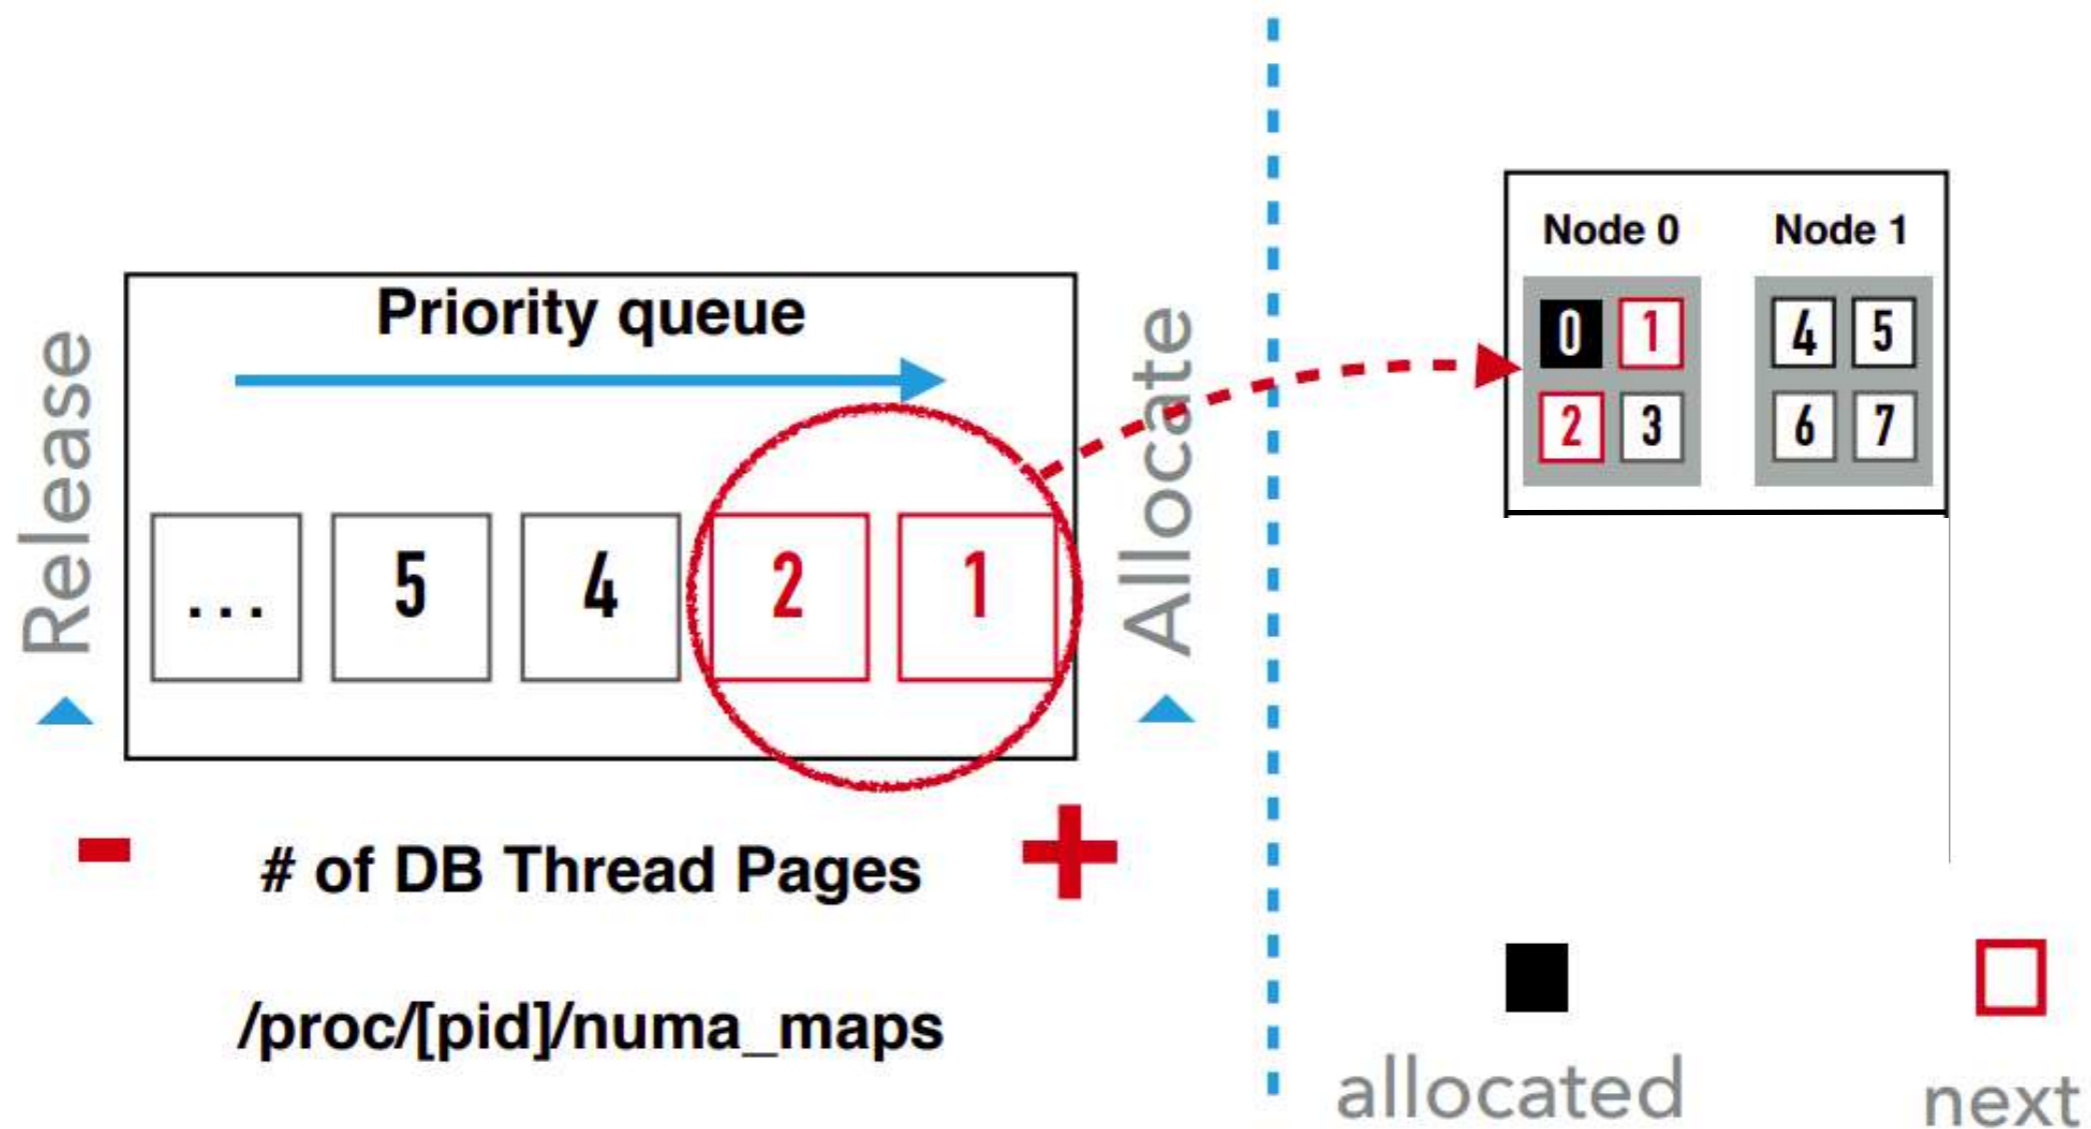 Release
Priority queue
... 5 4 2 1
Allocate
- # of DB Thread Pages +
/proc/[pid]/numa_maps
Node 0 Node 1
0 1 4 5
2 3 6 7
allocated next